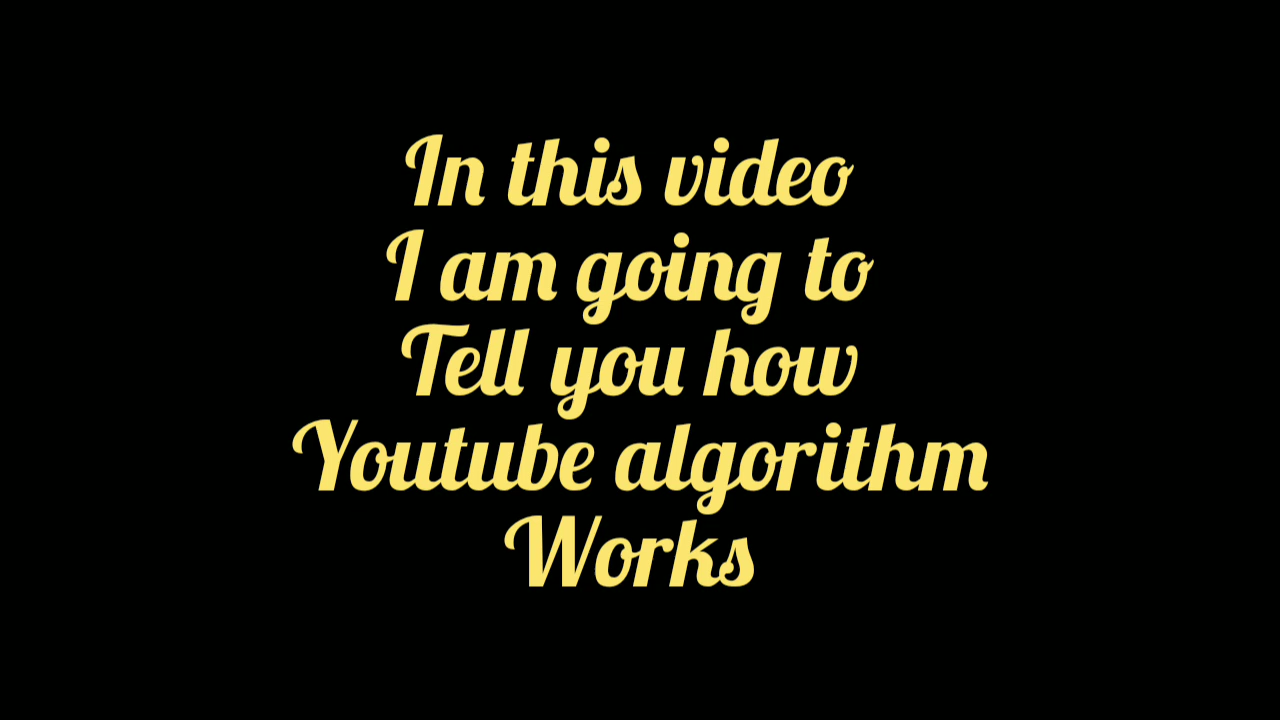 In this video
I am going to
Tell you how
Youtube algorithm
Works